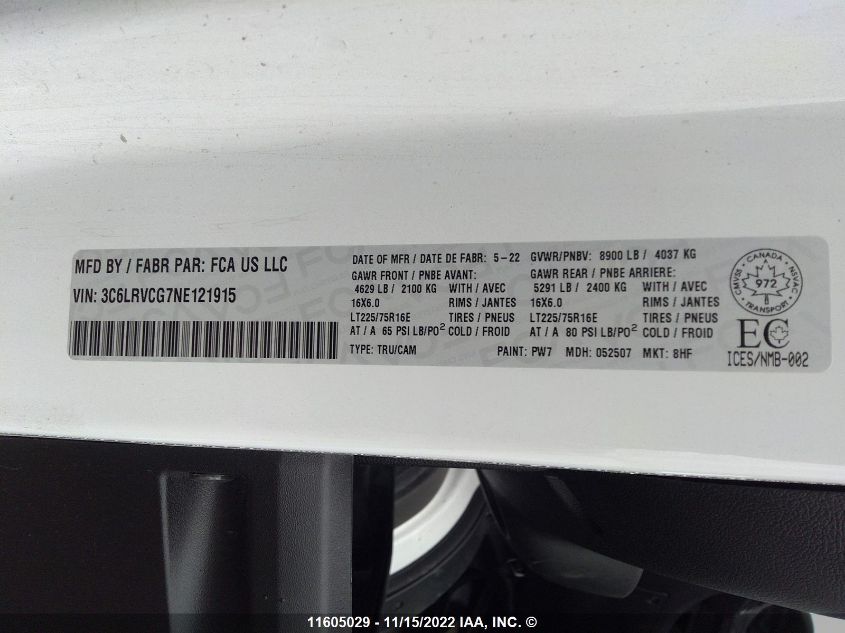 MFD BY / FABR PAR: FCA US LLC
VIN: 3C6LRVCG7NE121915
DATE OF MFR / DATE DE FABR: 5-22 GVWR/PNBV: 8900 LB / 4037 KG
GAWR FRONT / PNBE AVANT: GAWR REAR / PNBE ARRIERE:
4629 LB / 2100 KG WITH / AVEC 5291 LB / 2400 KG WITH / AVEC
16X6.0 RIMS / JANTES 16X6.0 RIMS / JANTES
LT225/75R16E TIRES / PNEUS LT225/75R16E TIRES / PNEUS
AT / A 65 PSI LB/PO² COLD / FROID AT / A 80 PSI LB/PO² COLD / FROID
TYPE: TRU/CAM PAINT: PW7 MDH: 052507 MKT: 8HF
CANADA
CMVSS NSVAC
972
TRANSPORT
EC
ICES/NMB-002
11605029 - 11/15/2022 IAA, INC. ©